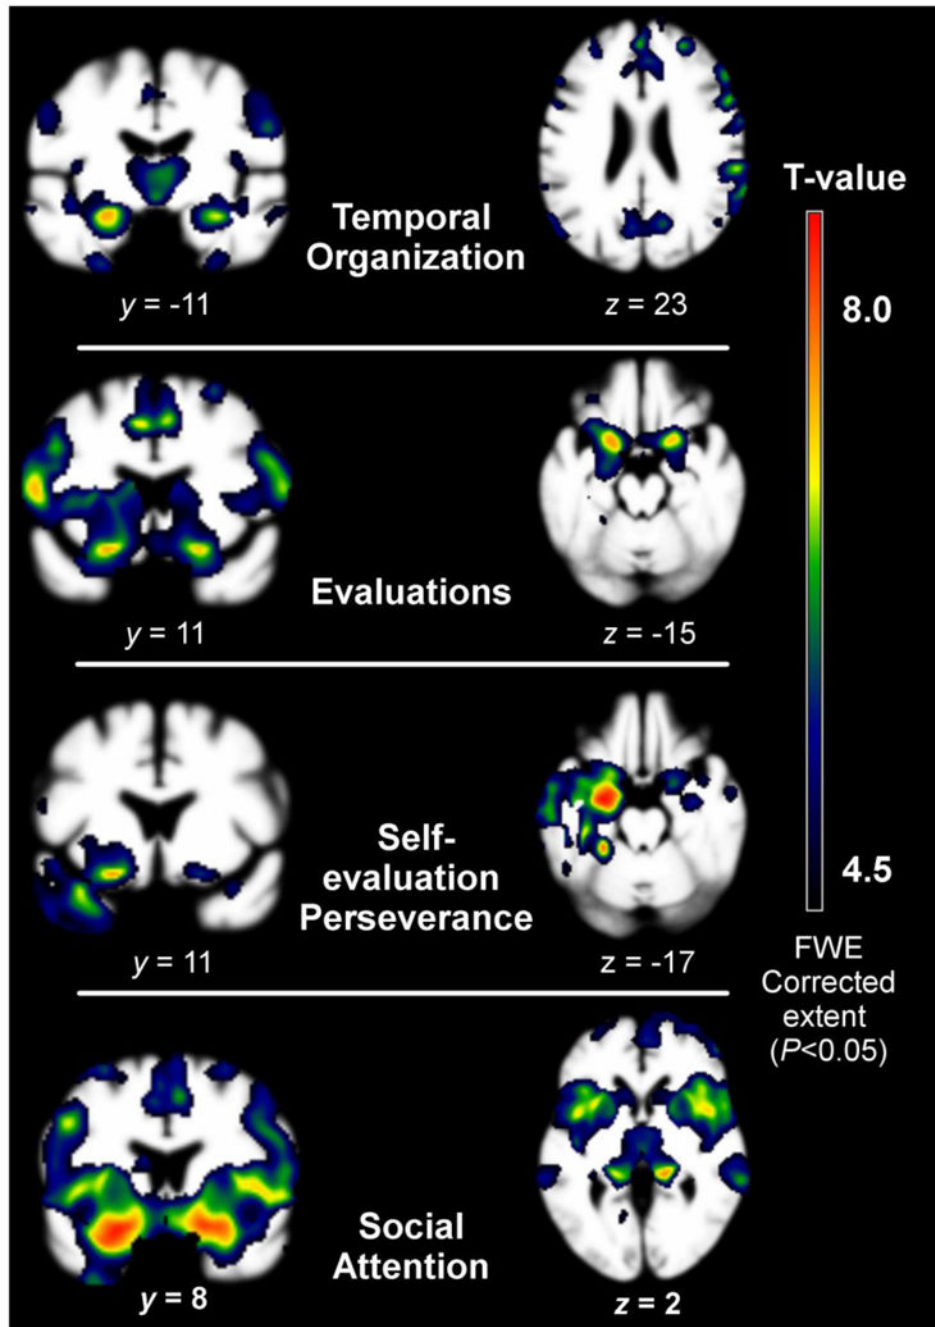 T-value
8.0
4.5
FWE
Corrected
extent
(P<0.05)
Temporal
Organization
y = -11
z = 23
Evaluations
y = 11
z = -15
Self-
evaluation
Perseverance
y = 11
z = -17
Social
Attention
y = 8
z = 2